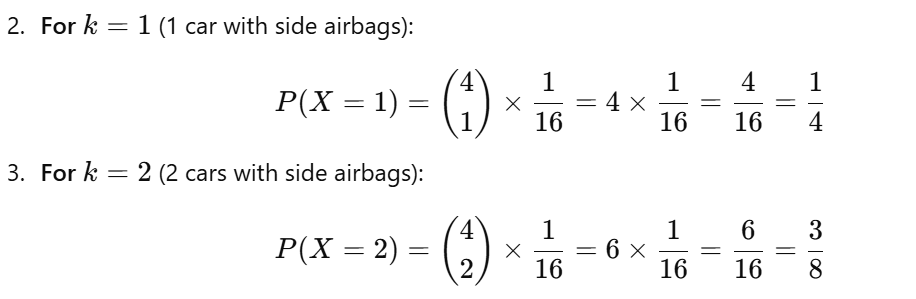 2. For k = 1 (1 car with side airbags):
P(X = 1) = (4 1) × 1/16 = 4 × 1/16 = 4/16 = 1/4
3. For k = 2 (2 cars with side airbags):
P(X = 2) = (4 2) × 1/16 = 6 × 1/16 = 6/16 = 3/8